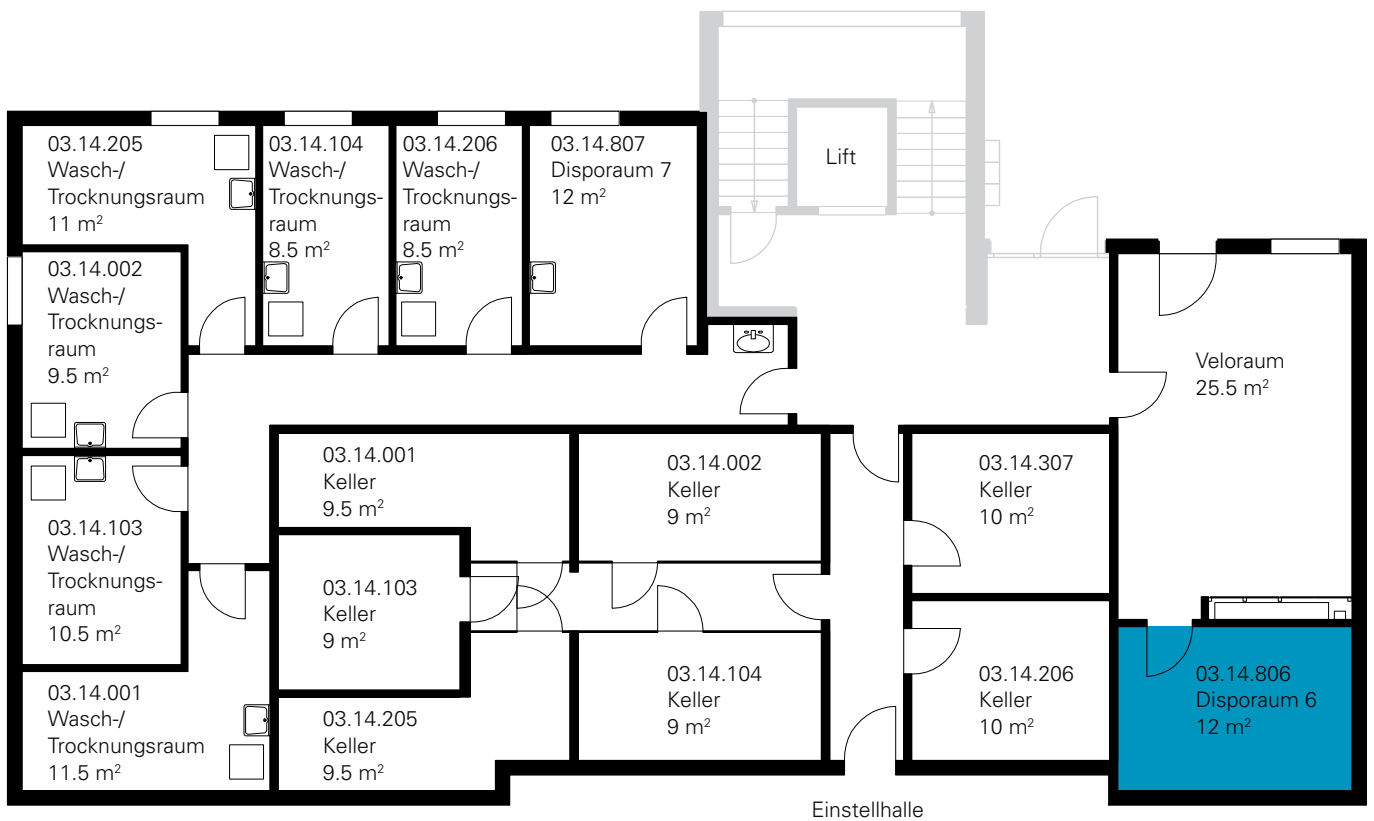 03.14.205
Wasch-/
Trocknungsraum
11 m²
03.14.104
Wasch-/
Trocknungs-
raum
8.5 m²
03.14.206
Wasch-/
Trocknungs-
raum
8.5 m²
03.14.807
Disporaum 7
12 m²
Lift
03.14.002
Wasch-/
Trocknungs-
raum
9.5 m²
Veloraum
25.5 m²
03.14.001
Keller
9.5 m²
03.14.002
Keller
9 m²
03.14.307
Keller
10 m²
03.14.103
Wasch-/
Trocknungs-
raum
10.5 m²
03.14.103
Keller
9 m²
03.14.104
Keller
9 m²
03.14.206
Keller
10 m²
03.14.806
Disporaum 6
12 m²
03.14.001
Wasch-/
Trocknungsraum
11.5 m²
03.14.205
Keller
9.5 m²
Einstellhalle